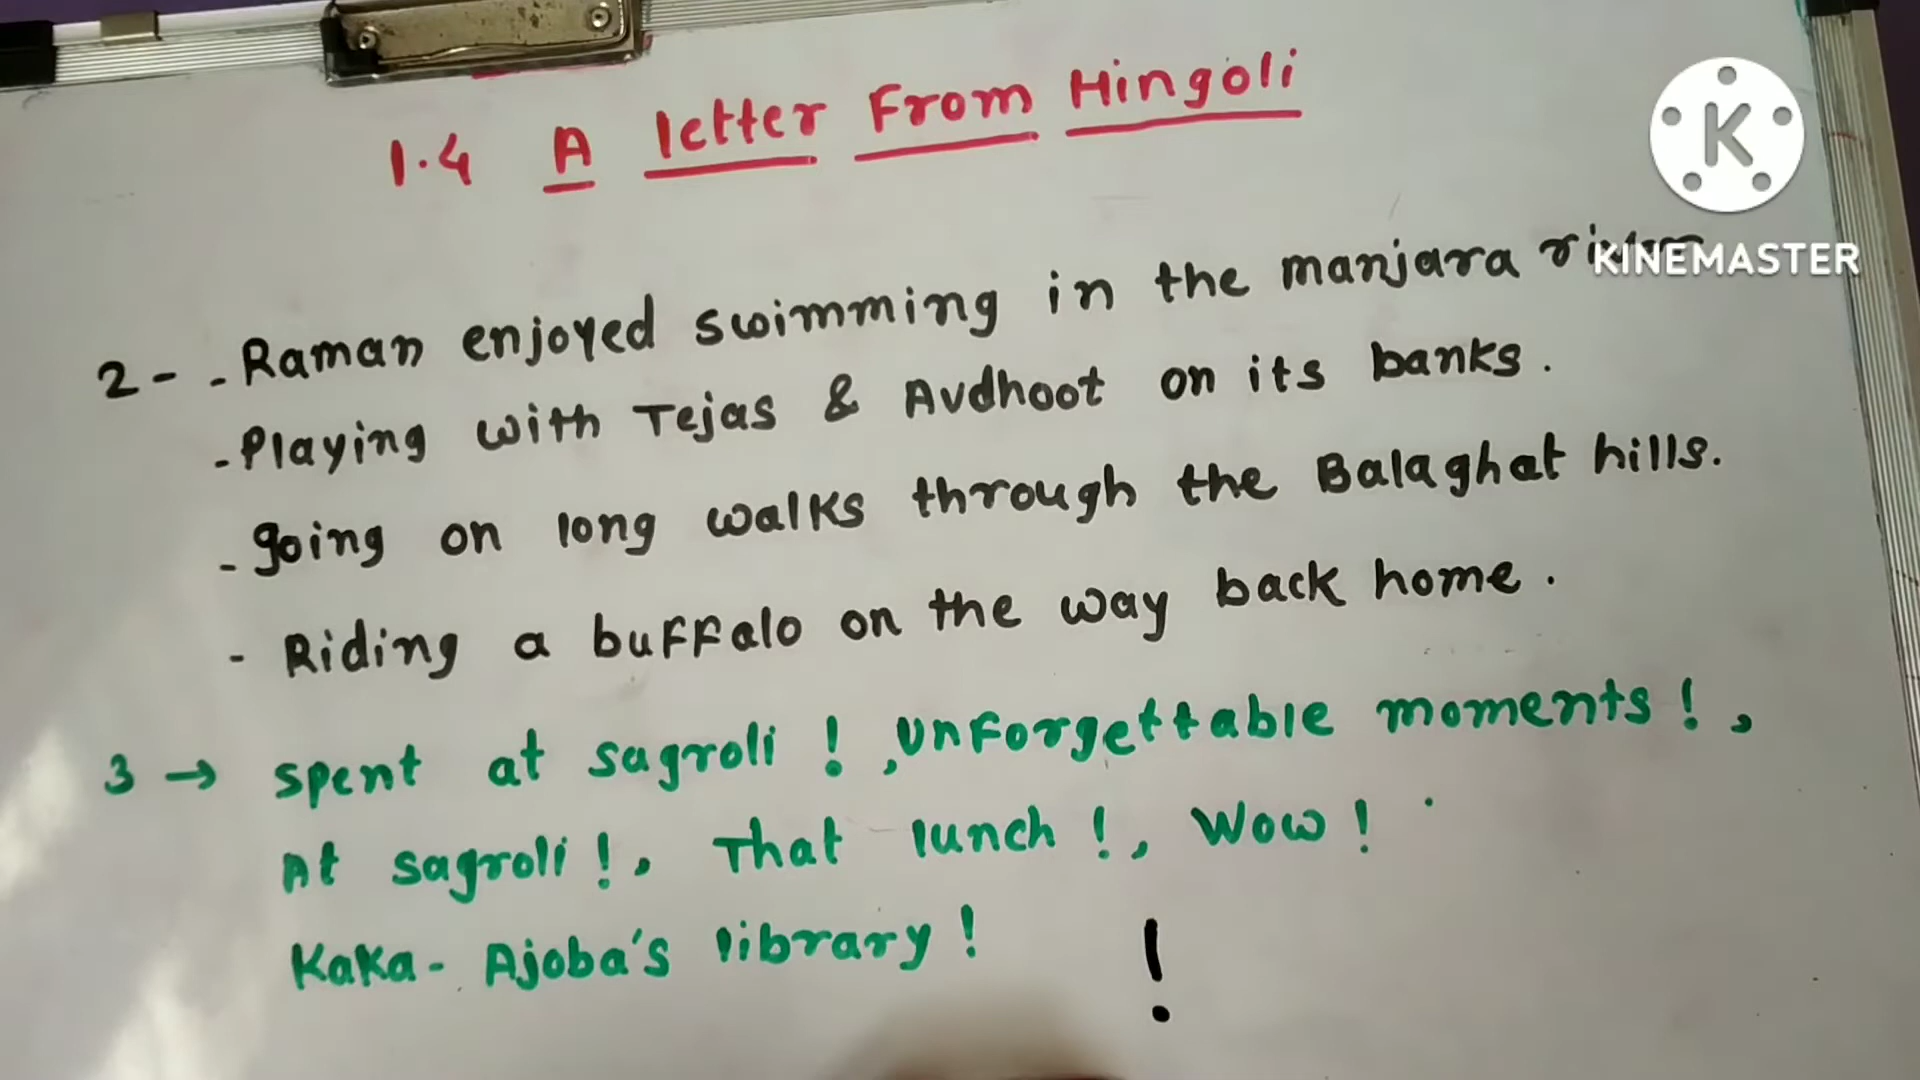 1.4 A letter From Hingoli
K
KINEMASTER
2- - Raman enjoyed swimming in the manjara
- Playing with Tejas & Avdhoot on its banks.
- going on long walks through the Balaghat hills.
- Riding a buffalo on the way back home.
3 → spent at sagroli !, unforgettable moments !,
At sagroli !, That lunch !, Wow !
Kaka - Ajoba's library !
!